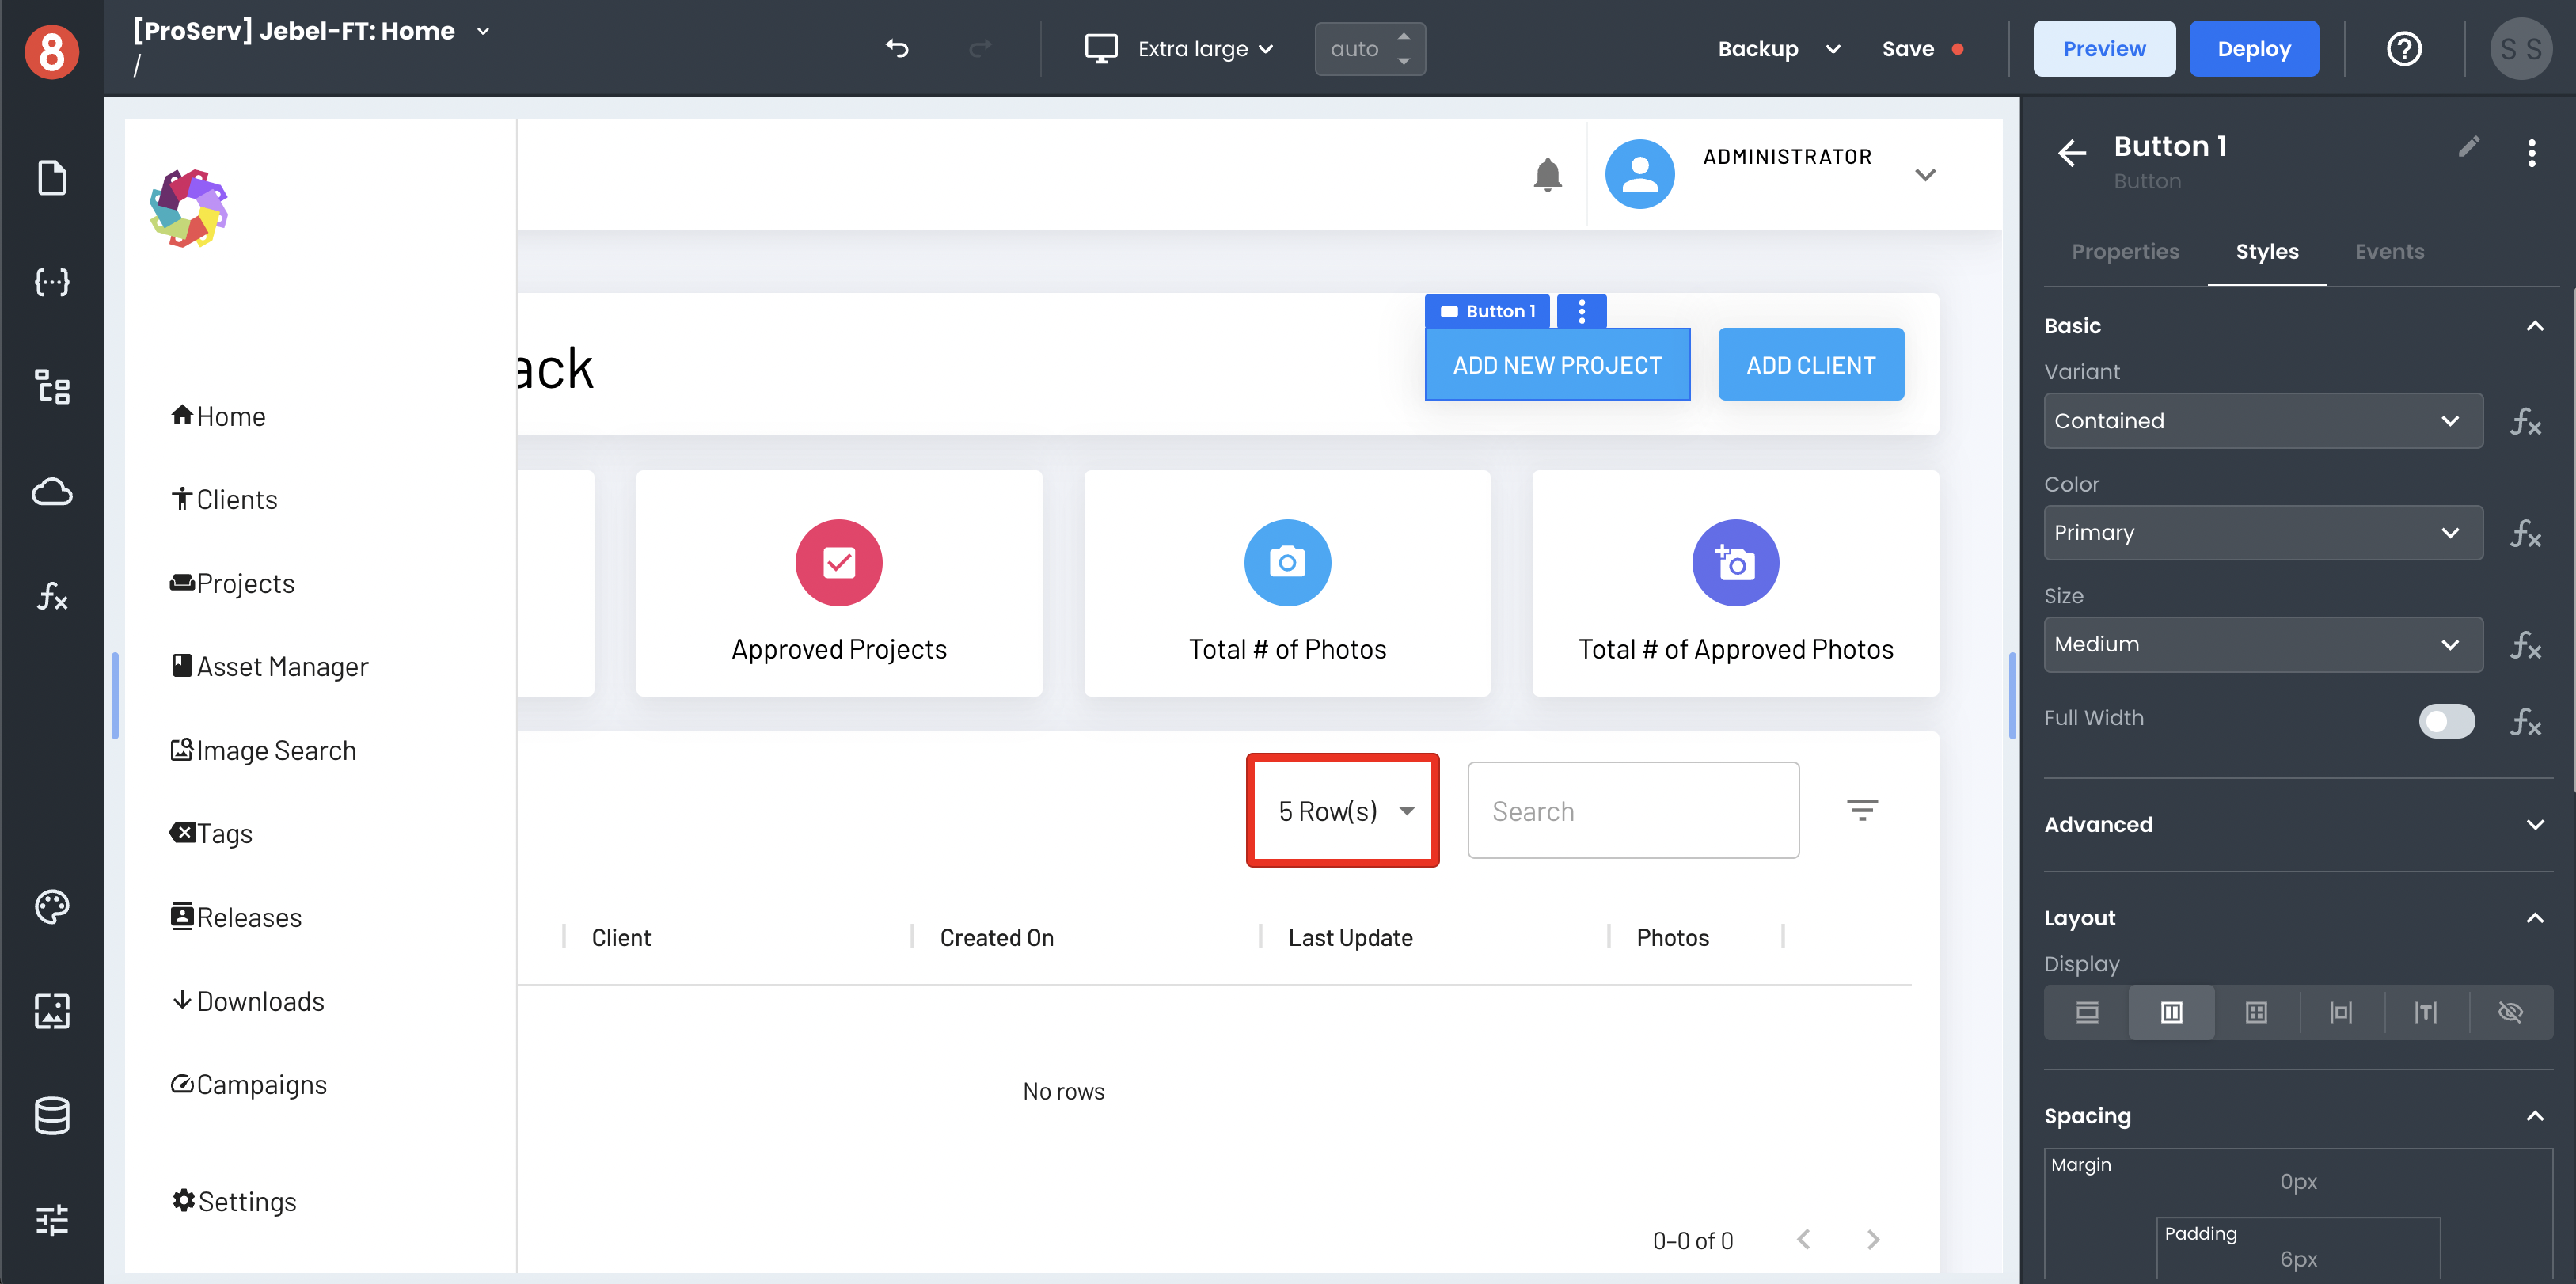 8
[ProServ] Jebel-FT: Home
/
Extra large
auto
Backup
Save
Preview
Deploy
S S
ADMINISTRATOR
Home
Clients
Projects
Asset Manager
Image Search
Tags
Releases
Downloads
Campaigns
Settings
ack
Button 1
ADD NEW PROJECT
ADD CLIENT
Approved Projects
Total # of Photos
Total # of Approved Photos
5 Row(s)
Search
Client
Created On
Last Update
Photos
No rows
0–0 of 0
Button 1
Button
Properties
Styles
Events
Basic
Variant
Contained
Color
Primary
Size
Medium
Full Width
Advanced
Layout
Display
Spacing
Margin
0px
Padding
6px